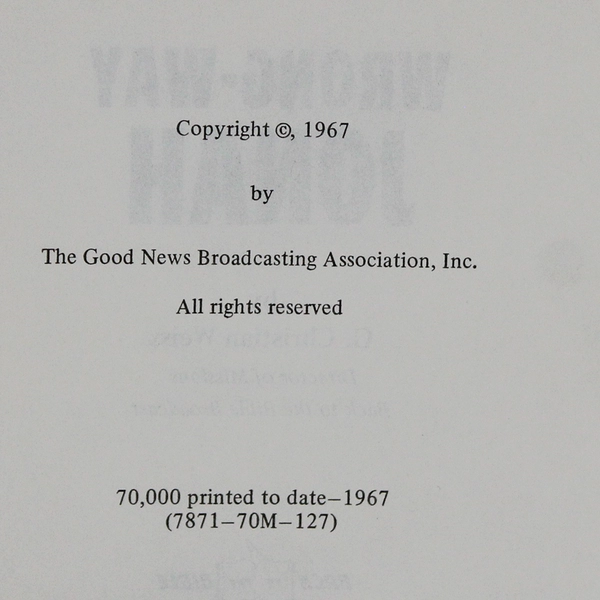 Copyright ©, 1967
by
The Good News Broadcasting Association, Inc.
All rights reserved
70,000 printed to date—1967
(7871—70M—127)